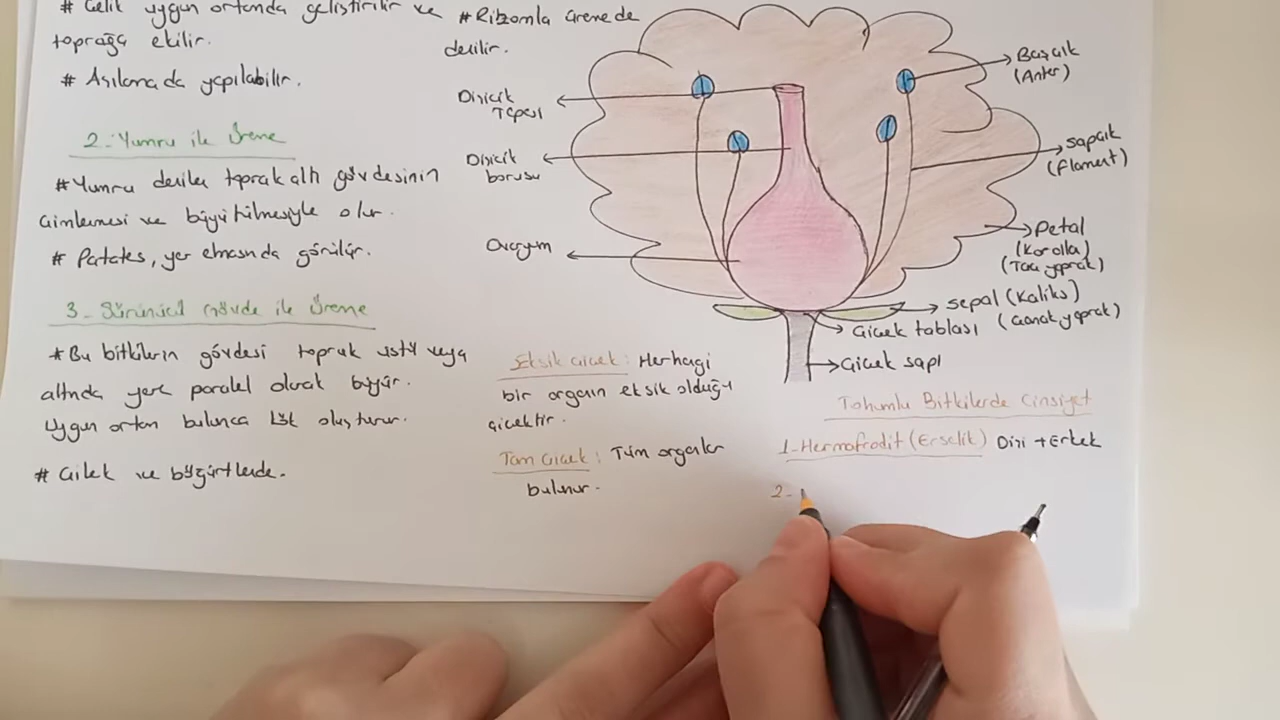 # Çelik uygun ortamda geliştirilir ve
toprağa ekilir.
# Aşılama da yapılabilir.
2-Yumru ile Üreme
# Yumru denilen toprak altı gövdesinin
çimlenmesi ve büyütülmesiyle olur.
# Patates, yer elmasında görülür.
3- Sürünücü Gövde ile Üreme
* Bu bitkilerin gövdesi toprak üstü veya
altında yere paralel olarak büyür.
Uygun ortam bulunca kök oluşturur.
# Çilek ve böğürtlende.
# Rizomla üreme de
denilir.
Dişicik
Tepesi
Dişicik
borusu
Ovaryum
Başçık
(Anter)
sapçık
(filament)
Petal
(Korolla)
(Taç yaprak)
sepal (Kaliks)
(Çanak yaprak)
Çiçek tablası
Çiçek sapı
Eksik Çiçek: Herhangi
bir organın eksik olduğu
çiçektir.
Tam Çiçek: Tüm organlar
bulunur.
Tohumlu Bitkilerde Cinsiyet
1-Hermafrodit (Erselik) Dişi + Erkek
2-